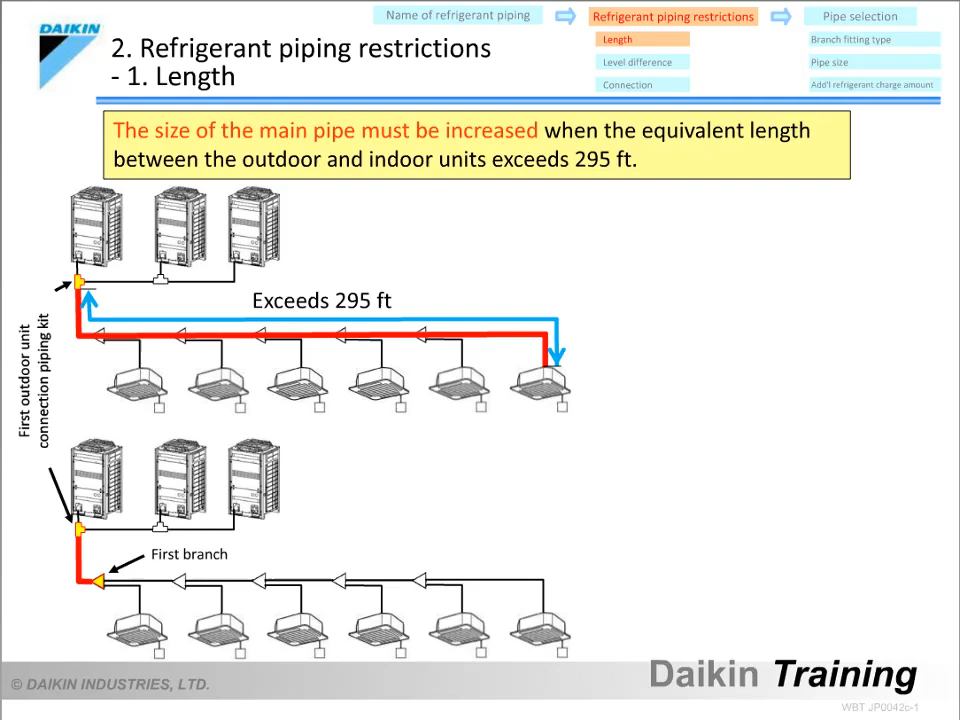 DAIKIN
Name of refrigerant piping
Refrigerant piping restrictions
Pipe selection
Length
Level difference
Connection
Branch fitting type
Pipe size
Add'l refrigerant charge amount
2. Refrigerant piping restrictions
- 1. Length
The size of the main pipe must be increased when the equivalent length
between the outdoor and indoor units exceeds 295 ft.
Exceeds 295 ft
First outdoor unit
connection piping kit
First branch
© DAIKIN INDUSTRIES, LTD.
Daikin Training
WBT JP0042c-1